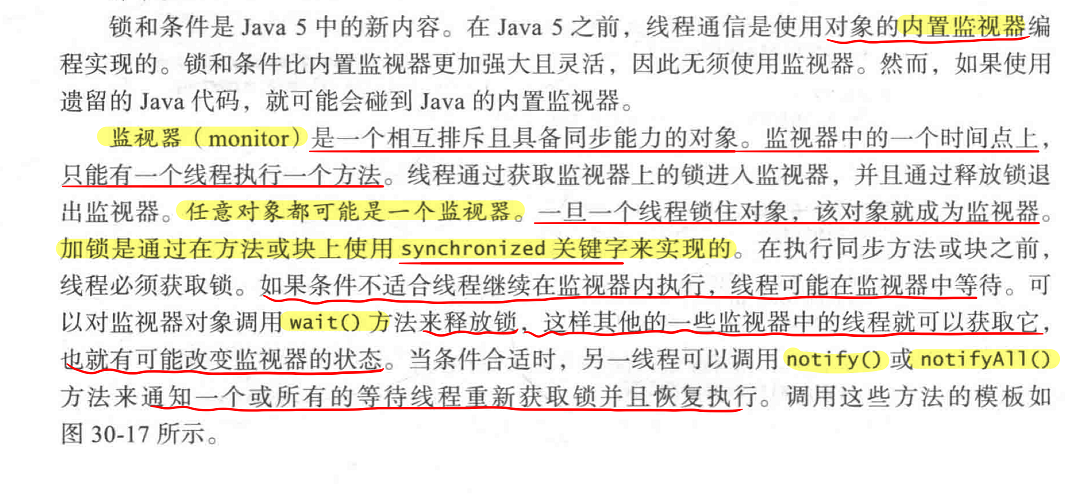 锁和条件是 Java 5 中的新内容。在 Java 5 之前，线程通信是使用对象的内置监视器编
程实现的。锁和条件比内置监视器更加强大且灵活，因此无须使用监视器。然而，如果使用
遗留的 Java 代码，就可能会碰到 Java 的内置监视器。
监视器（monitor）是一个相互排斥且具备同步能力的对象。监视器中的一个时间点上，
只能有一个线程执行一个方法。线程通过获取监视器上的锁进入监视器，并且通过释放锁退
出监视器。任意对象都可能是一个监视器。一旦一个线程锁住对象，该对象就成为监视器。
加锁是通过在方法或块上使用 synchronized 关键字来实现的。在执行同步方法或块之前，
线程必须获取锁。如果条件不适合线程继续在监视器内执行，线程可能在监视器中等待。可
以对监视器对象调用 wait() 方法来释放锁，这样其他的一些监视器中的线程就可以获取它，
也就有可能改变监视器的状态。当条件合适时，另一线程可以调用 notify() 或 notifyAll()
方法来通知一个或所有的等待线程重新获取锁并且恢复执行。调用这些方法的模板如
图 30-17 所示。